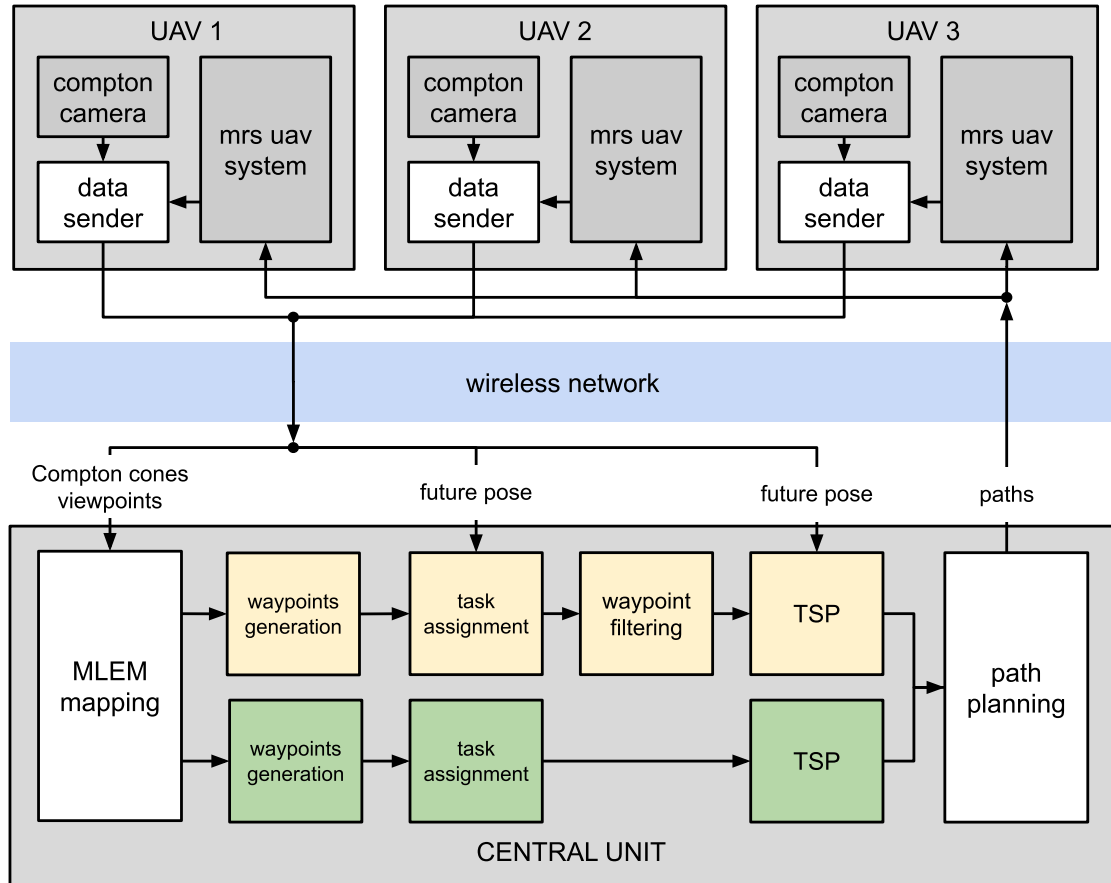 UAV 1
compton
camera
mrs uav
system
data
sender
UAV 2
compton
camera
mrs uav
system
data
sender
UAV 3
compton
camera
mrs uav
system
data
sender
wireless network
Compton cones
viewpoints
future pose
future pose
paths
MLEM
mapping
waypoints
generation
task
assignment
waypoint
filtering
TSP
waypoints
generation
task
assignment
TSP
path
planning
CENTRAL UNIT